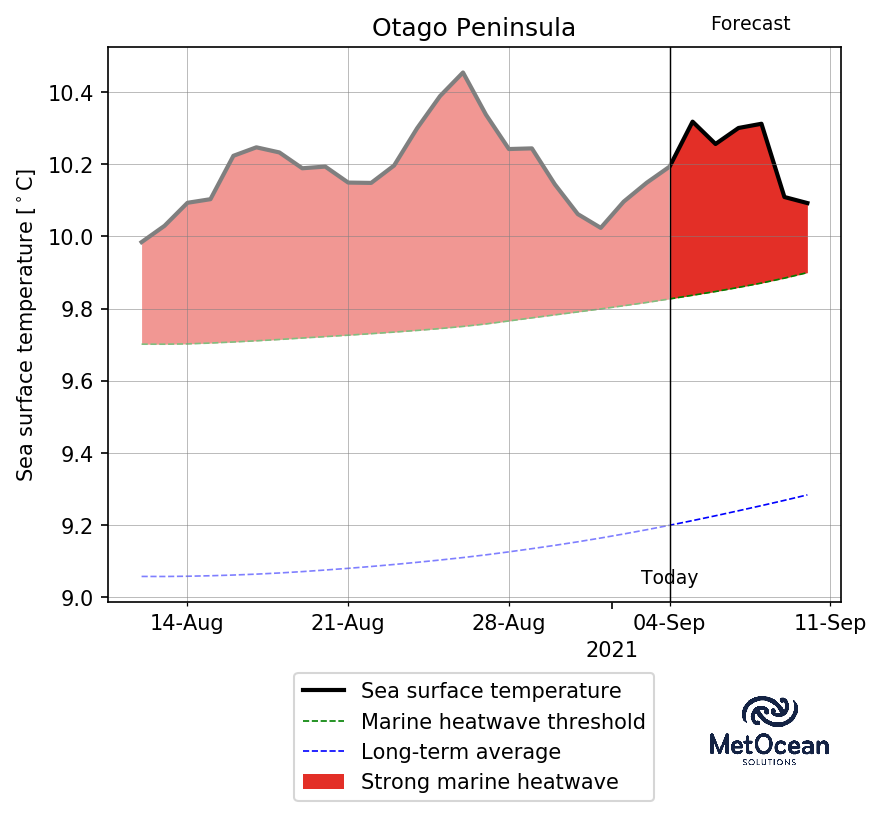 Otago Peninsula
Forecast
Sea surface temperature [°C]
10.4
10.2
10.0
9.8
9.6
9.4
9.2
9.0
Today
14-Aug 21-Aug 28-Aug 04-Sep 11-Sep
2021
Sea surface temperature
Marine heatwave threshold
Long-term average
Strong marine heatwave
MetOcean
SOLUTIONS